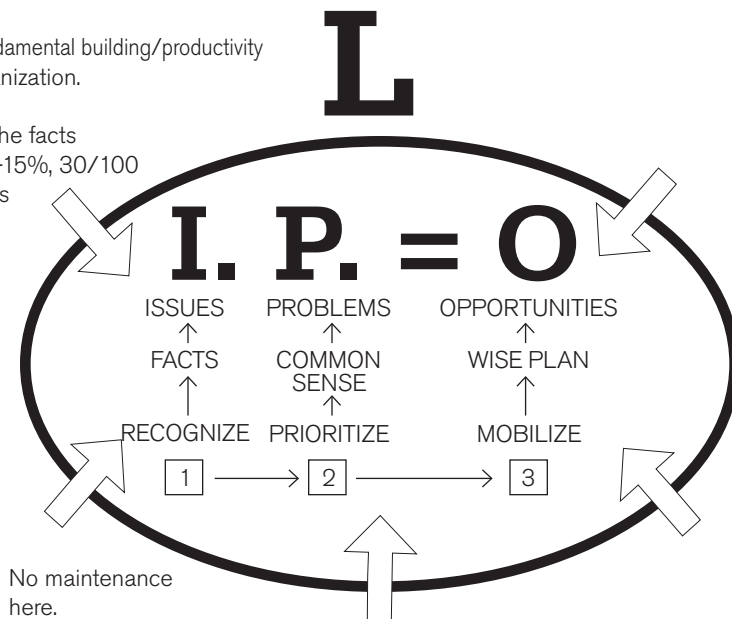 L
damental building/productivity
nization.
he facts
-15%, 30/100
s
I. P. = O
ISSUES PROBLEMS OPPORTUNITIES
FACTS COMMON SENSE WISE PLAN
RECOGNIZE PRIORITIZE MOBILIZE
1 2 3
No maintenance
here.